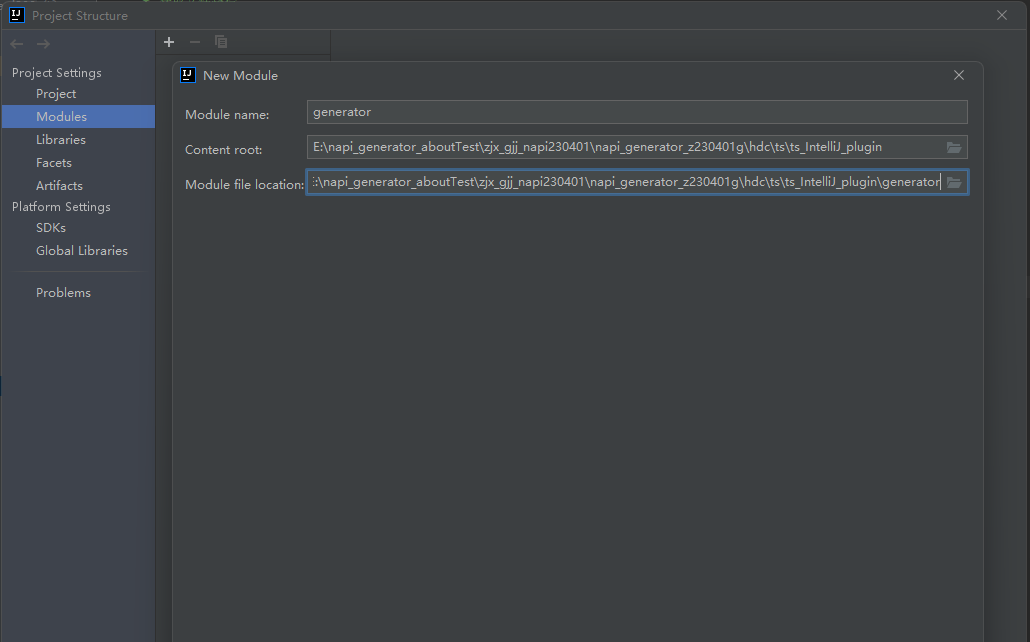 Project Structure
Project Settings
Project
Modules
Libraries
Facets
Artifacts
Platform Settings
SDKs
Global Libraries
Problems
New Module
Module name: generator
Content root: E:\napi_generator_aboutTest\zjx_gjj_napi230401\napi_generator_z230401g\hdc\ts\ts_IntelliJ_plugin
Module file location: :\napi_generator_aboutTest\zjx_gjj_napi230401\napi_generator_z230401g\hdc\ts\ts_IntelliJ_plugin\generator